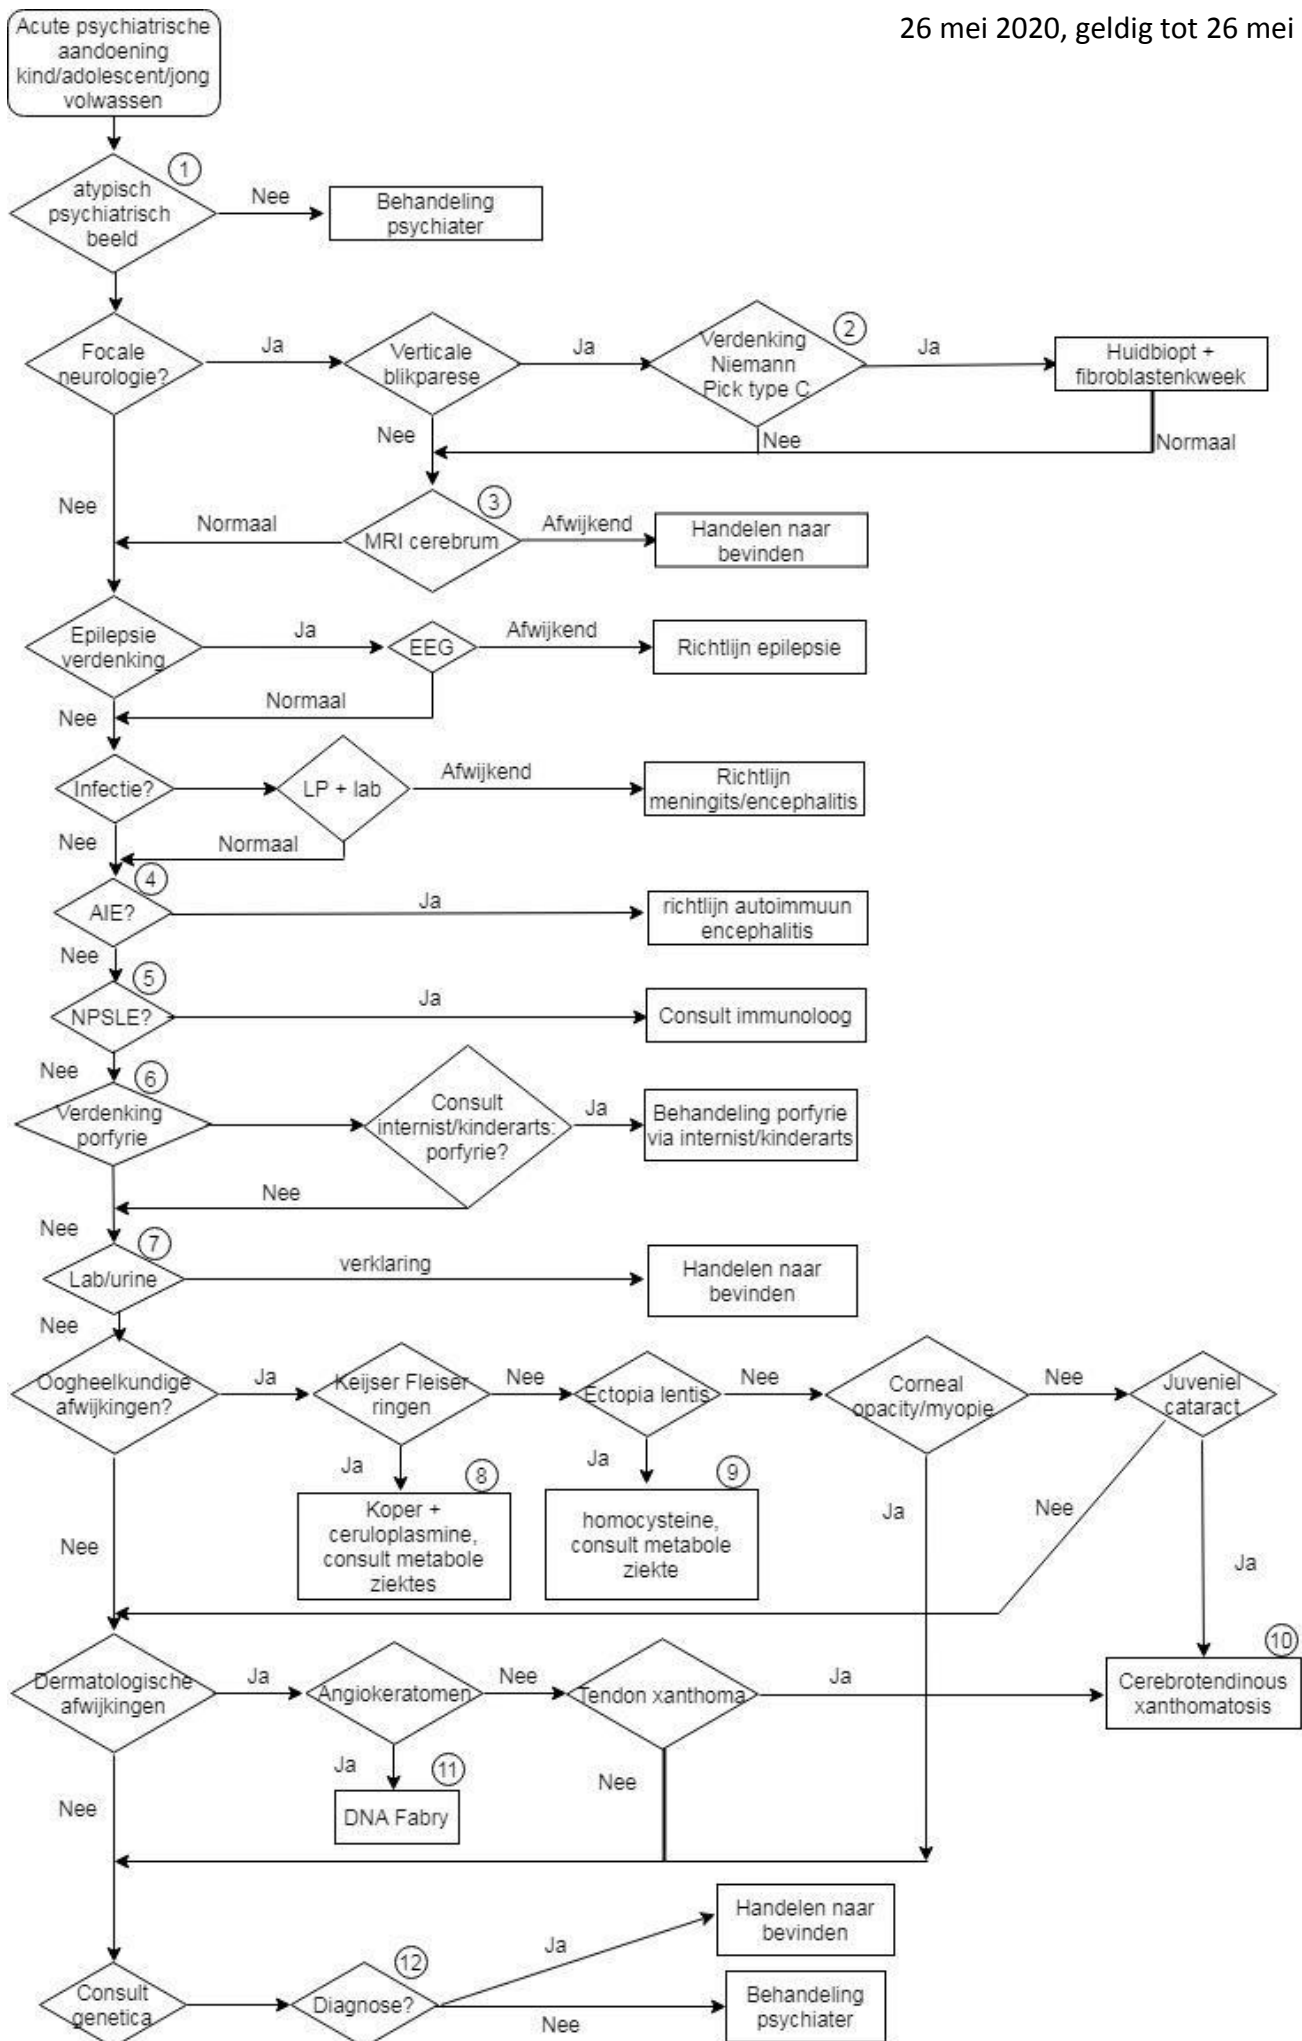 26 mei 2020, geldig tot 26 mei
Acute psychiatrische
aandoening
kind/adolescent/jong
volwassen
1
atypisch
psychiatrisch
beeld
Nee
Behandeling
psychiater
Focale
neurologie?
Ja
Verticale
blikparese
Ja
2
Verdenking
Niemann
Pick type C
Ja
Huidbiopt +
fibroblastenkweek
Nee
Nee
Normaal
Nee
3
MRI cerebrum
Normaal
Afwijkend
Handelen naar
bevinden
Epilepsie
verdenking
Ja
EEG
Afwijkend
Richtlijn epilepsie
Normaal
Nee
Infectie?
LP + lab
Afwijkend
Richtlijn
meningits/encephalitis
Nee
Normaal
4
AIE?
Ja
richtlijn autoimmuun
encephalitis
Nee
5
NPSLE?
Ja
Consult immunoloog
Nee
6
Verdenking
porfyrie
Consult
internist/kinderarts:
porfyrie?
Ja
Behandeling porfyrie
via internist/kinderarts
Nee
Nee
7
Lab/urine
verklaring
Handelen naar
bevinden
Nee
Oogheelkundige
afwijkingen?
Ja
Keijser Fleiser
ringen
Nee
Ectopia lentis
Nee
Corneal
opacity/myopie
Nee
Juveniel
cataract
Ja
8
Koper +
ceruloplasmine,
consult metabole
ziektes
Ja
9
homocysteine,
consult metabole
ziekte
Ja
Nee
Ja
Nee
10
Cerebrotendinous
xanthomatosis
Dermatologische
afwijkingen
Ja
Angiokeratomen
Nee
Tendon xanthoma
Ja
Ja
11
DNA Fabry
Nee
Nee
Consult
genetica
12
Diagnose?
Ja
Handelen naar
bevinden
Nee
Behandeling
psychiater